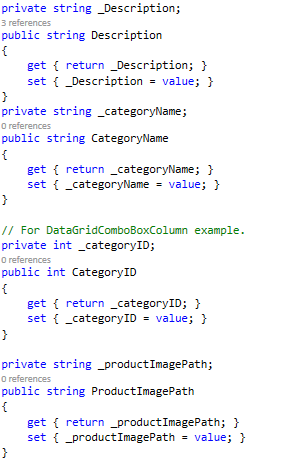 private string _Description;
3 references
public string Description
{
    get { return _Description; }
    set { _Description = value; }
}
private string _categoryName;
0 references
public string CategoryName
{
    get { return _categoryName; }
    set { _categoryName = value; }
}

// For DataGridComboBoxColumn example.
private int _categoryID;
0 references
public int CategoryID
{
    get { return _categoryID; }
    set { _categoryID = value; }
}

private string _productImagePath;
0 references
public string ProductImagePath
{
    get { return _productImagePath; }
    set { _productImagePath = value; }
}